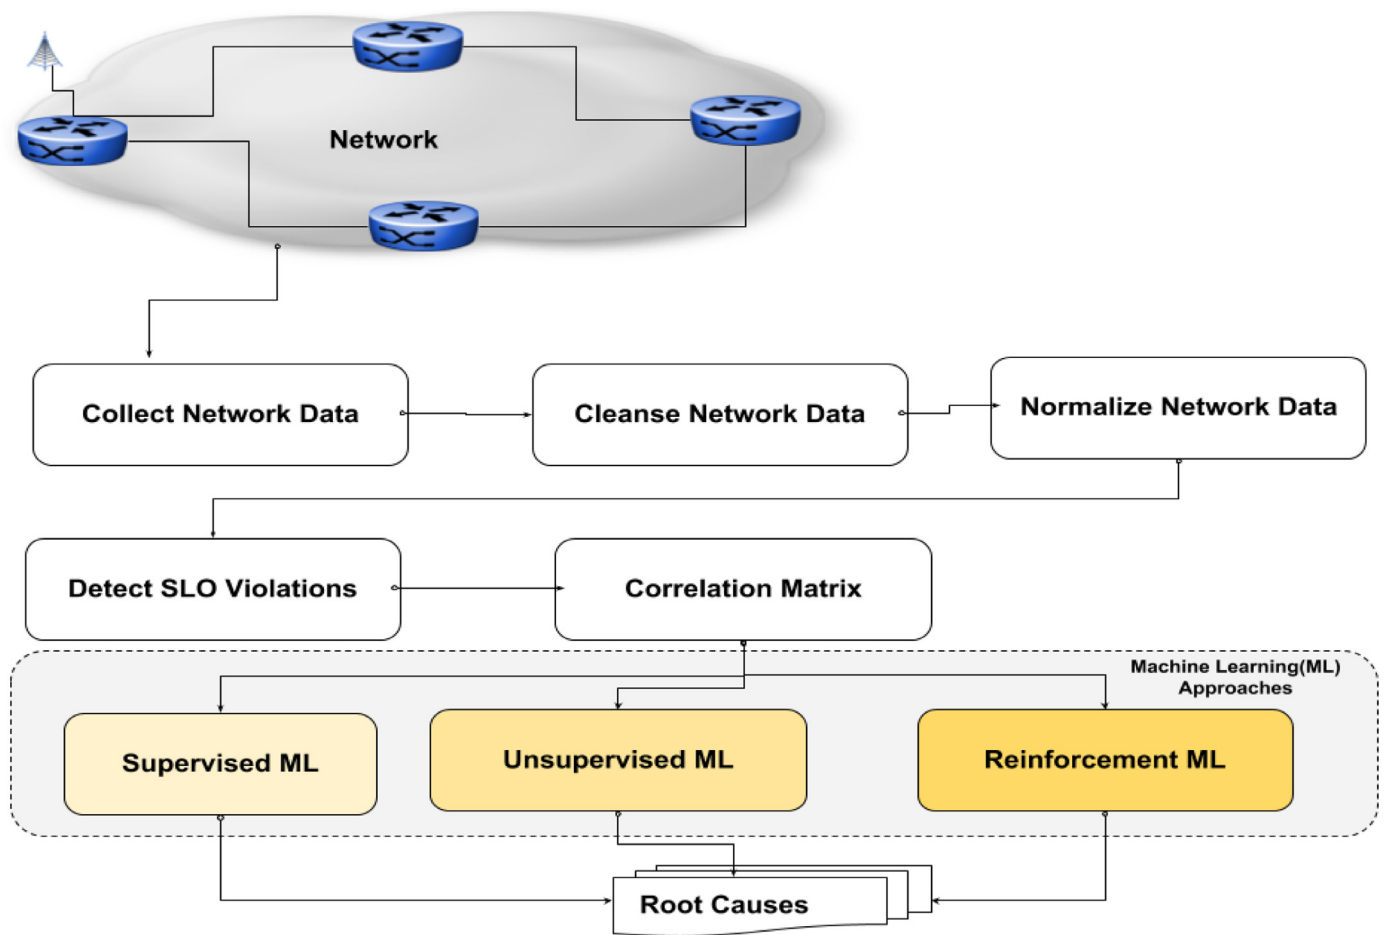 Network
Collect Network Data
Cleanse Network Data
Normalize Network Data
Detect SLO Violations
Correlation Matrix
Machine Learning(ML)
Approaches
Supervised ML
Unsupervised ML
Reinforcement ML
Root Causes